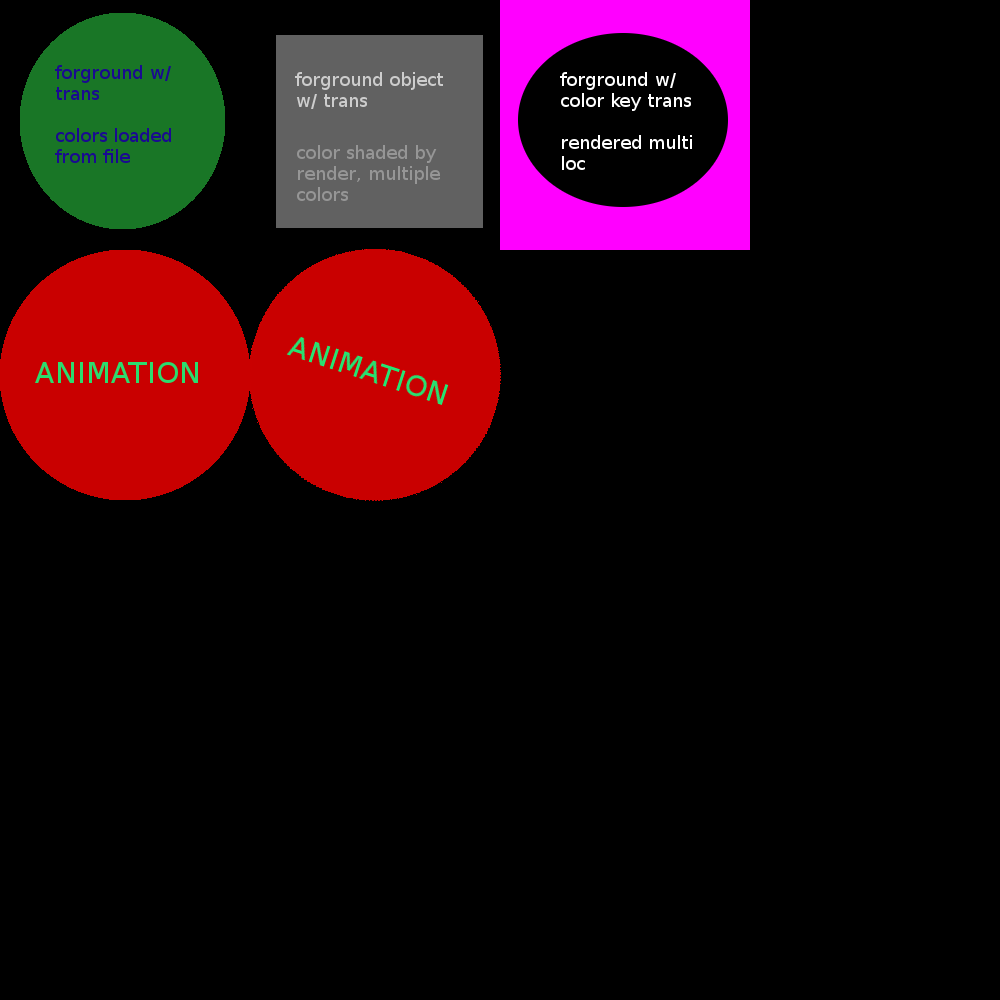 forground w/
trans
colors loaded
from file
forground object
w/ trans
color shaded by
render, multiple
colors
forground w/
color key trans
rendered multi
loc
ANIMATION
ANIMATION